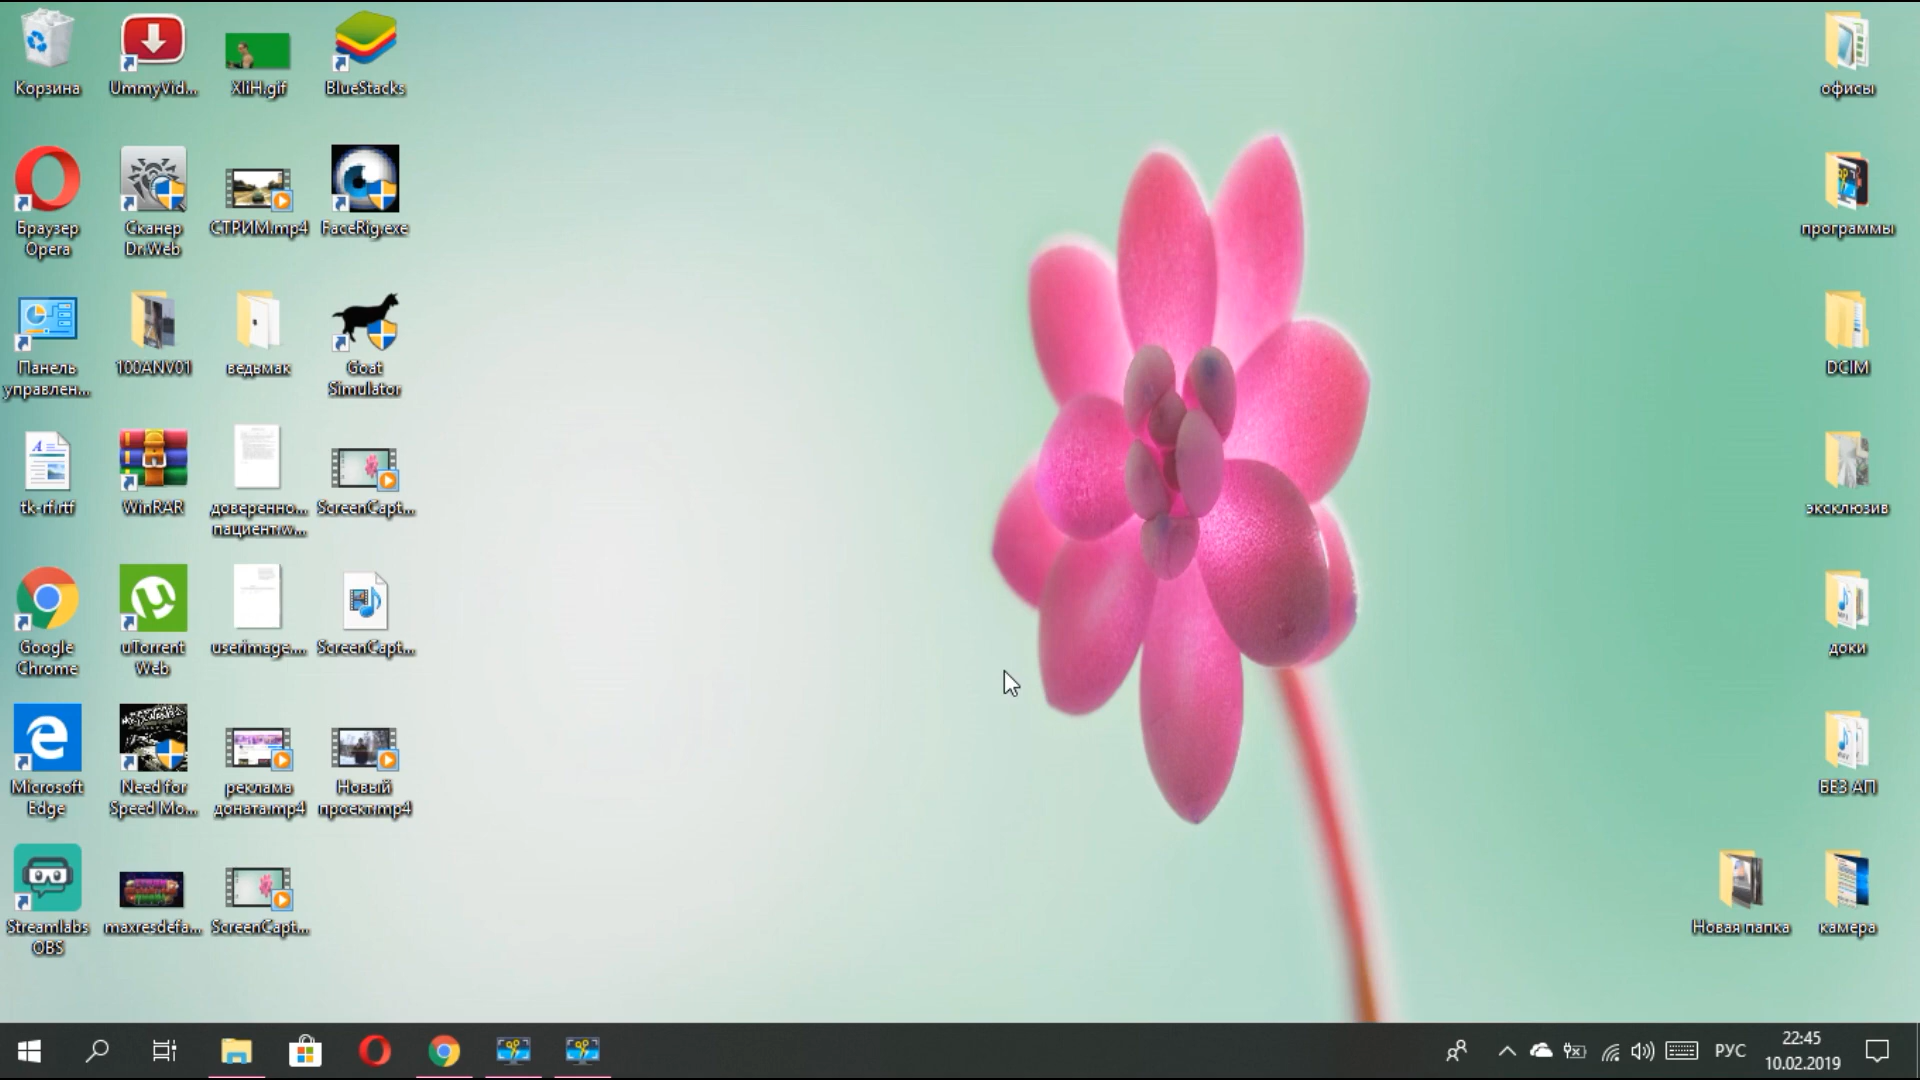 Корзина
UmmyVid...
XliH.gif
BlueStacks
офисы
Браузер
Opera
Сканер
Dr.Web
СТРИМ.mp4
FaceRig.exe
программы
Панель
управлен...
100ANV01
ведьмак
Goat
Simulator
DCIM
tk-rf.rtf
WinRAR
доверенно...
пациент.w...
ScreenCapt...
эксклюзив
Google
Chrome
uTorrent
Web
userimage....
ScreenCapt...
доки
Microsoft
Edge
Need for
Speed Mo...
реклама
доната.mp4
Новый
проект.mp4
БЕЗ АП
Streamlabs
OBS
maxresdefa...
ScreenCapt...
Новая папка
камера
РУС
22:45
10.02.2019